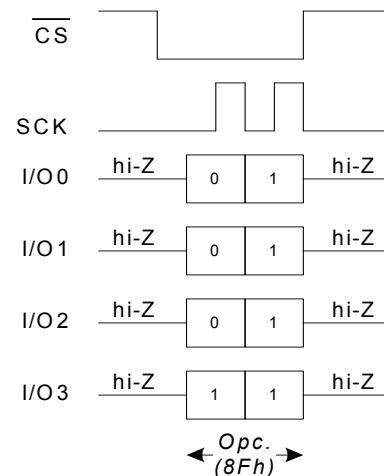 CS
SCK
I/O0 hi-Z 0 1 hi-Z
I/O1 hi-Z 0 1 hi-Z
I/O2 hi-Z 0 1 hi-Z
I/O3 hi-Z 1 1 hi-Z
Opc.
(8Fh)